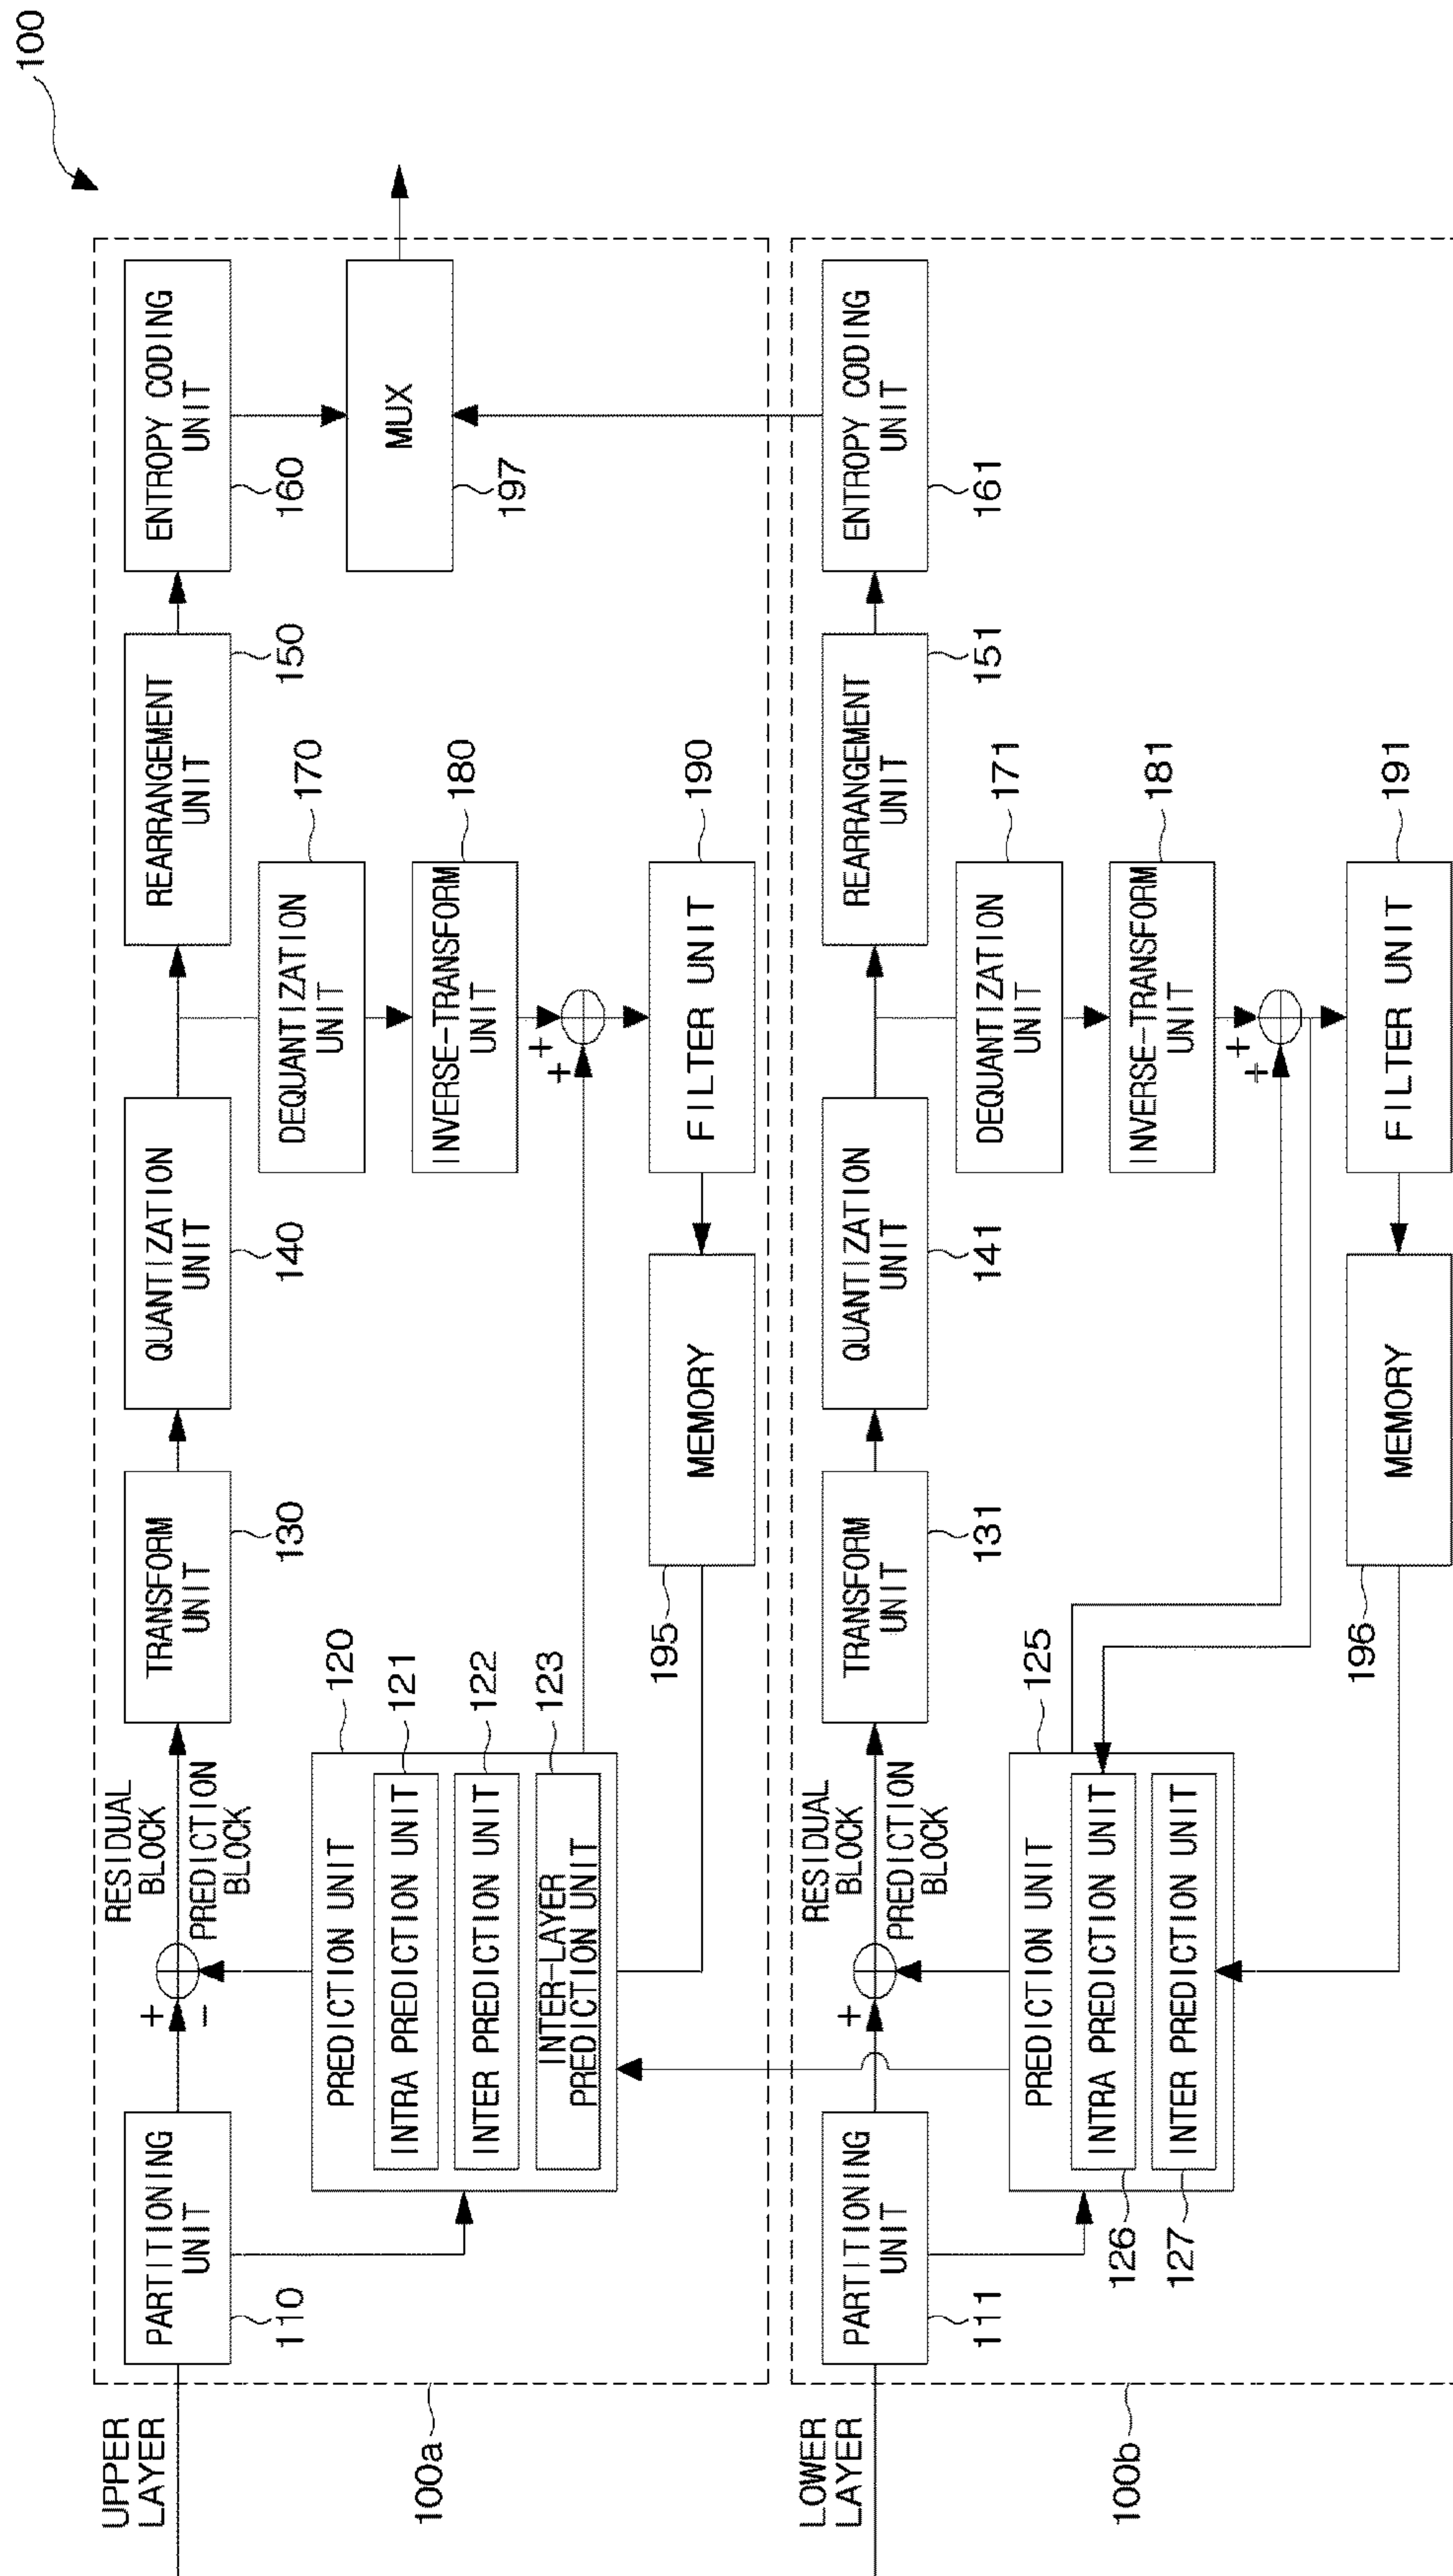 100
UPPER
LAYER
PARTITIONING
UNIT
110
+
-
RESIDUAL
BLOCK
PREDICTION
BLOCK
TRANSFORM
UNIT
130
QUANTIZATION
UNIT
140
REARRANGEMENT
UNIT
150
ENTROPY CODING
UNIT
160
PREDICTION UNIT
120
INTRA PREDICTION UNIT
121
INTER PREDICTION UNIT
122
INTER-LAYER
PREDICTION UNIT
123
DEQUANTIZATION
UNIT
170
INVERSE-TRANSFORM
UNIT
180
+
+
FILTER UNIT
190
MEMORY
195
MUX
197
100a
LOWER
LAYER
PARTITIONING
UNIT
111
+
RESIDUAL
BLOCK
PREDICTION
BLOCK
TRANSFORM
UNIT
131
QUANTIZATION
UNIT
141
REARRANGEMENT
UNIT
151
ENTROPY CODING
UNIT
161
PREDICTION UNIT
125
INTRA PREDICTION UNIT
126
INTER PREDICTION UNIT
127
DEQUANTIZATION
UNIT
171
INVERSE-TRANSFORM
UNIT
181
+
+
FILTER UNIT
191
MEMORY
196
100b